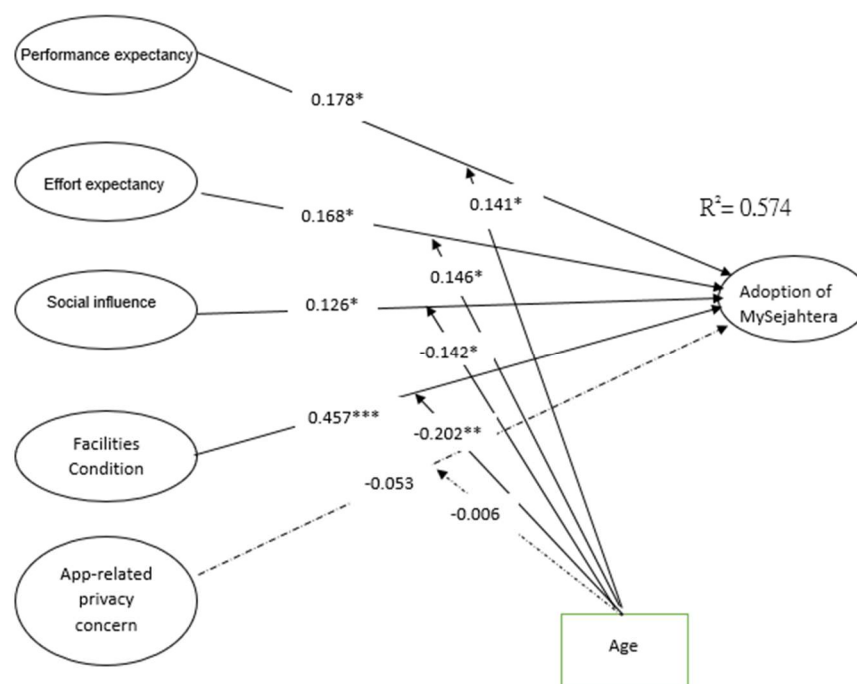 Performance expectancy
0.178*
Effort expectancy
0.168*
0.141*
R²= 0.574
0.146*
Social influence
0.126*
Adoption of
MySejahtera
-0.142*
0.457***
-0.202**
Facilities
Condition
-0.053
-0.006
App-related
privacy
concern
Age